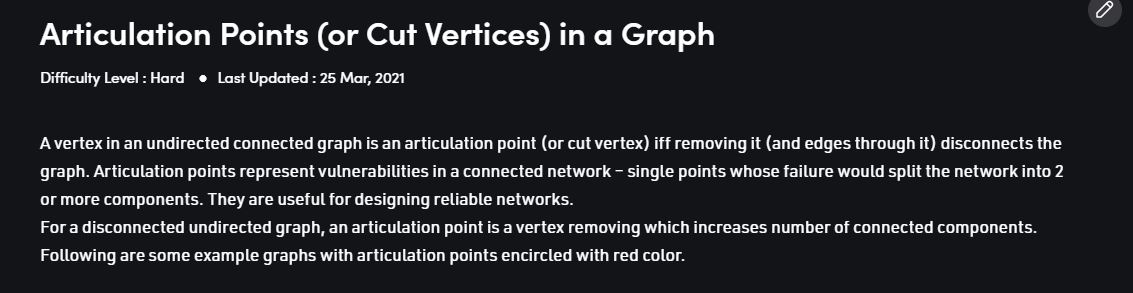 Articulation Points (or Cut Vertices) in a Graph
Difficulty Level : Hard ● Last Updated : 25 Mar, 2021
A vertex in an undirected connected graph is an articulation point (or cut vertex) iff removing it (and edges through it) disconnects the
graph. Articulation points represent vulnerabilities in a connected network – single points whose failure would split the network into 2
or more components. They are useful for designing reliable networks.
For a disconnected undirected graph, an articulation point is a vertex removing which increases number of connected components.
Following are some example graphs with articulation points encircled with red color.